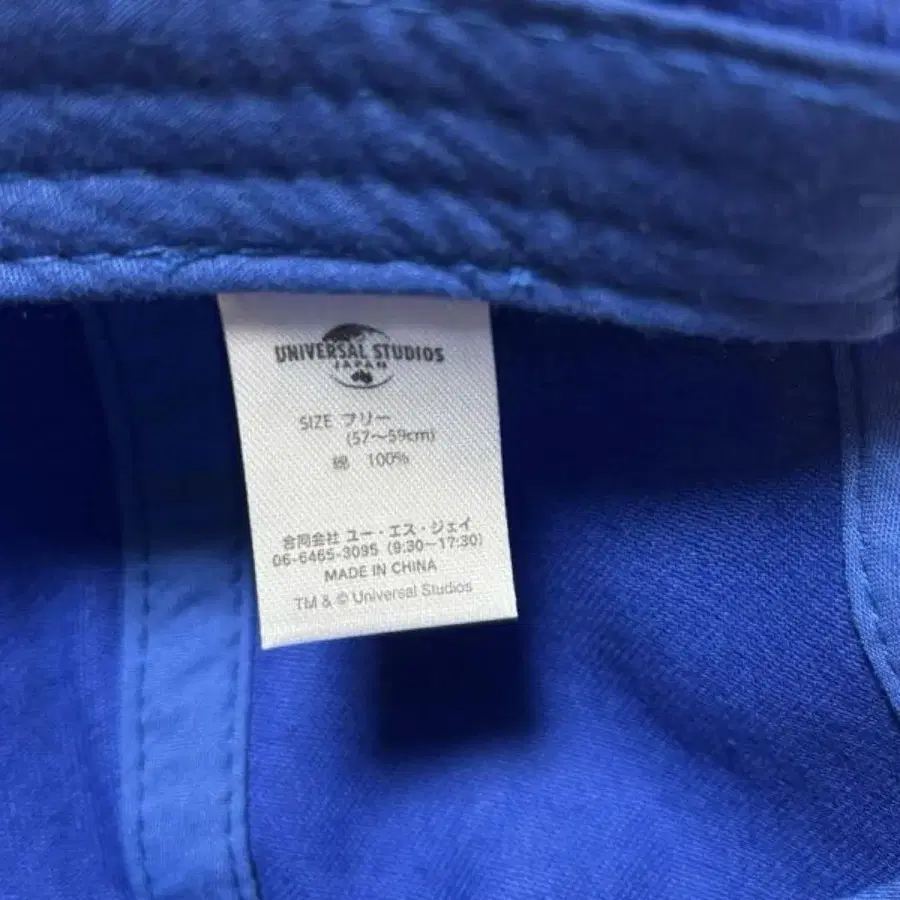 UNIVERSAL STUDIOS
JAPAN
SIZE フリー
(57〜59cm)
綿 100%
合同会社 ユー・エス・ジェイ
06-6465-3095 (9:30〜17:30)
MADE IN CHINA
TM & © Universal Studios